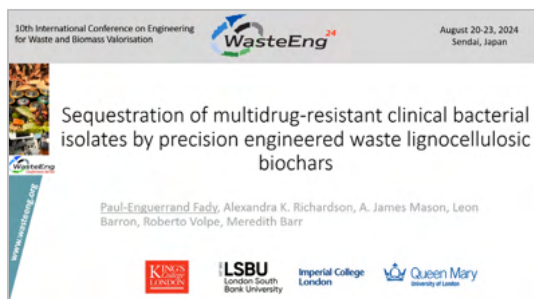 10th International Conference on Engineering
for Waste and Biomass Valorisation
WasteEng24
August 20-23, 2024
Sendai, Japan
Sequestration of multidrug-resistant clinical bacterial
isolates by precision engineered waste lignocellulosic
biochars
WasteEng
www.wasteeng.org
Paul-Enguerrand Fady, Alexandra K. Richardson, A. James Mason, Leon
Barron, Roberto Volpe, Meredith Barr
KING'S
College
LONDON
LSBU
London South
Bank University
Imperial College
London
Queen Mary
University of London